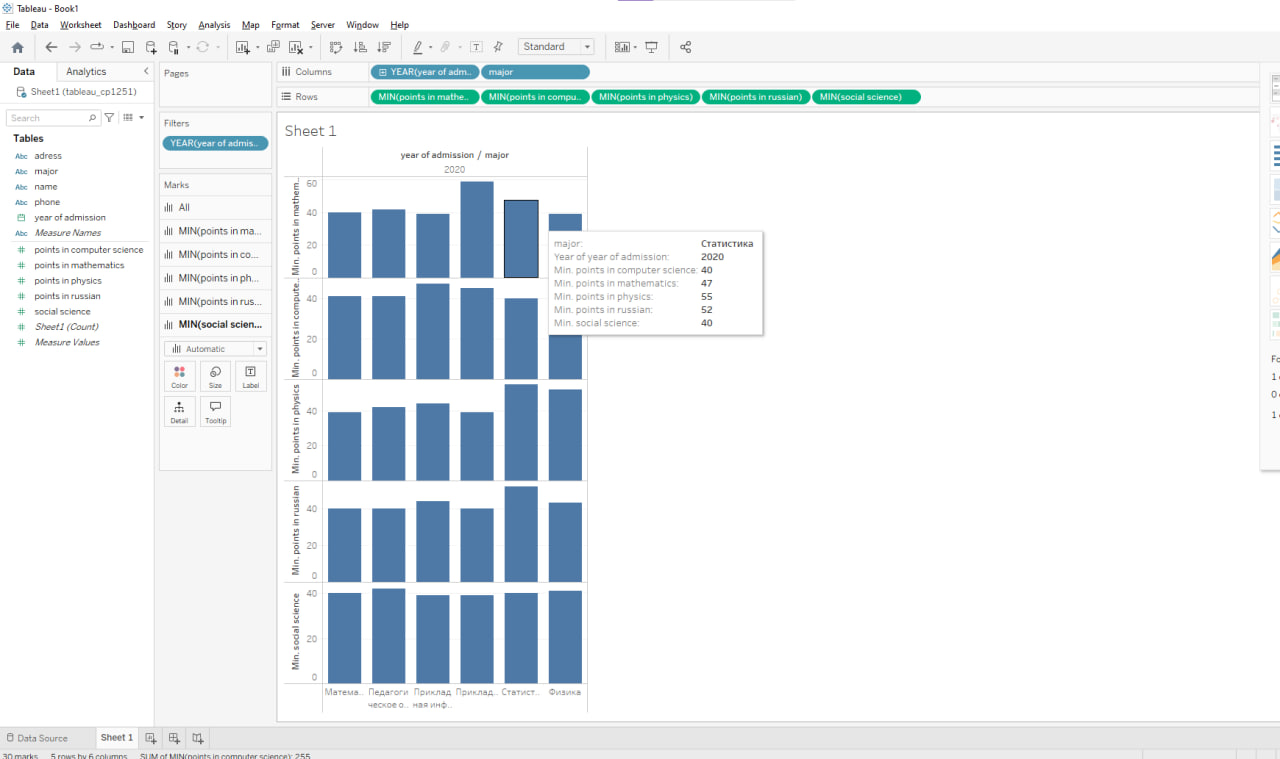 Tableau - Book1
File Data Worksheet Dashboard Story Analysis Map Format Server Window Help
Standard
Data Analytics
Sheet1 (tableau_cp1251)
Search
Tables
Abc adress
Abc major
Abc name
Abc phone
year of admission
Abc Measure Names
points in computer science
points in mathematics
points in physics
points in russian
social science
Sheet1 (Count)
Measure Values
Pages
Filters
YEAR(year of admis..
Marks
All
MIN(points in ma...
MIN(points in co...
MIN(points in ph...
MIN(points in rus...
MIN(social scien...
Automatic
Color Size Label
Detail Tooltip
Columns YEAR(year of adm.. major
Rows MIN(points in mathe.. MIN(points in compu.. MIN(points in physics) MIN(points in russian) MIN(social science)
Sheet 1
year of admission / major
2020
Min. points in mathem..
60
40
20
0
Min. points in compute..
40
20
0
Min. points in physics
40
20
0
Min. points in russian
40
20
0
Min. social science
40
20
0
Матема.. Педагогическое о.. Прикладная инф.. Приклад.. Статист.. Физика
major: Статистика
Year of year of admission: 2020
Min. points in computer science: 40
Min. points in mathematics: 47
Min. points in physics: 55
Min. points in russian: 52
Min. social science: 40
Fo
1
0
1
Data Source Sheet 1
30 marks 5 rows by 6 columns SUM of MIN(points in computer science): 255